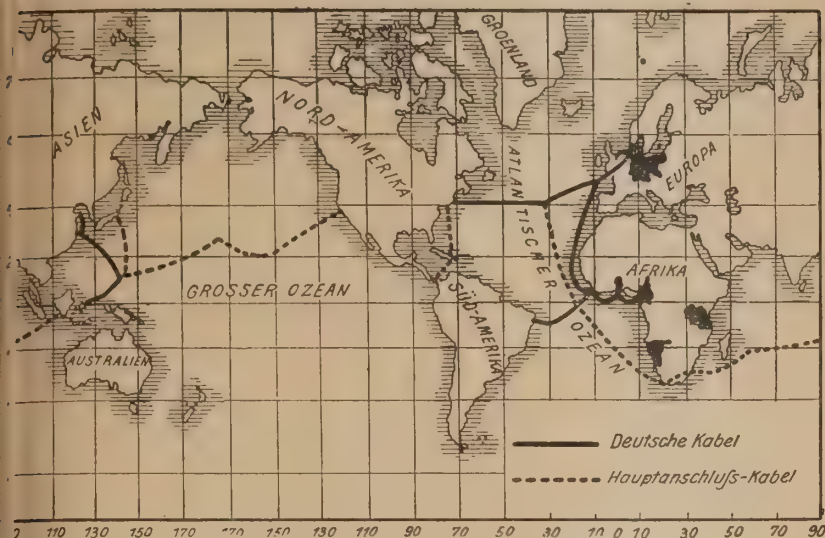 GROENLAND
ASIEN
NORD-AMERIKA
ATLANTISCHER OZEAN
EUROPA
AFRIKA
GROSSER OZEAN
SÜD-AMERIKA
AUSTRALIEN
Deutsche Kabel
Hauptanschluſs-Kabel
110 130 150 170 170 150 130 110 90 70 50 30 10 0 10 30 50 70 90